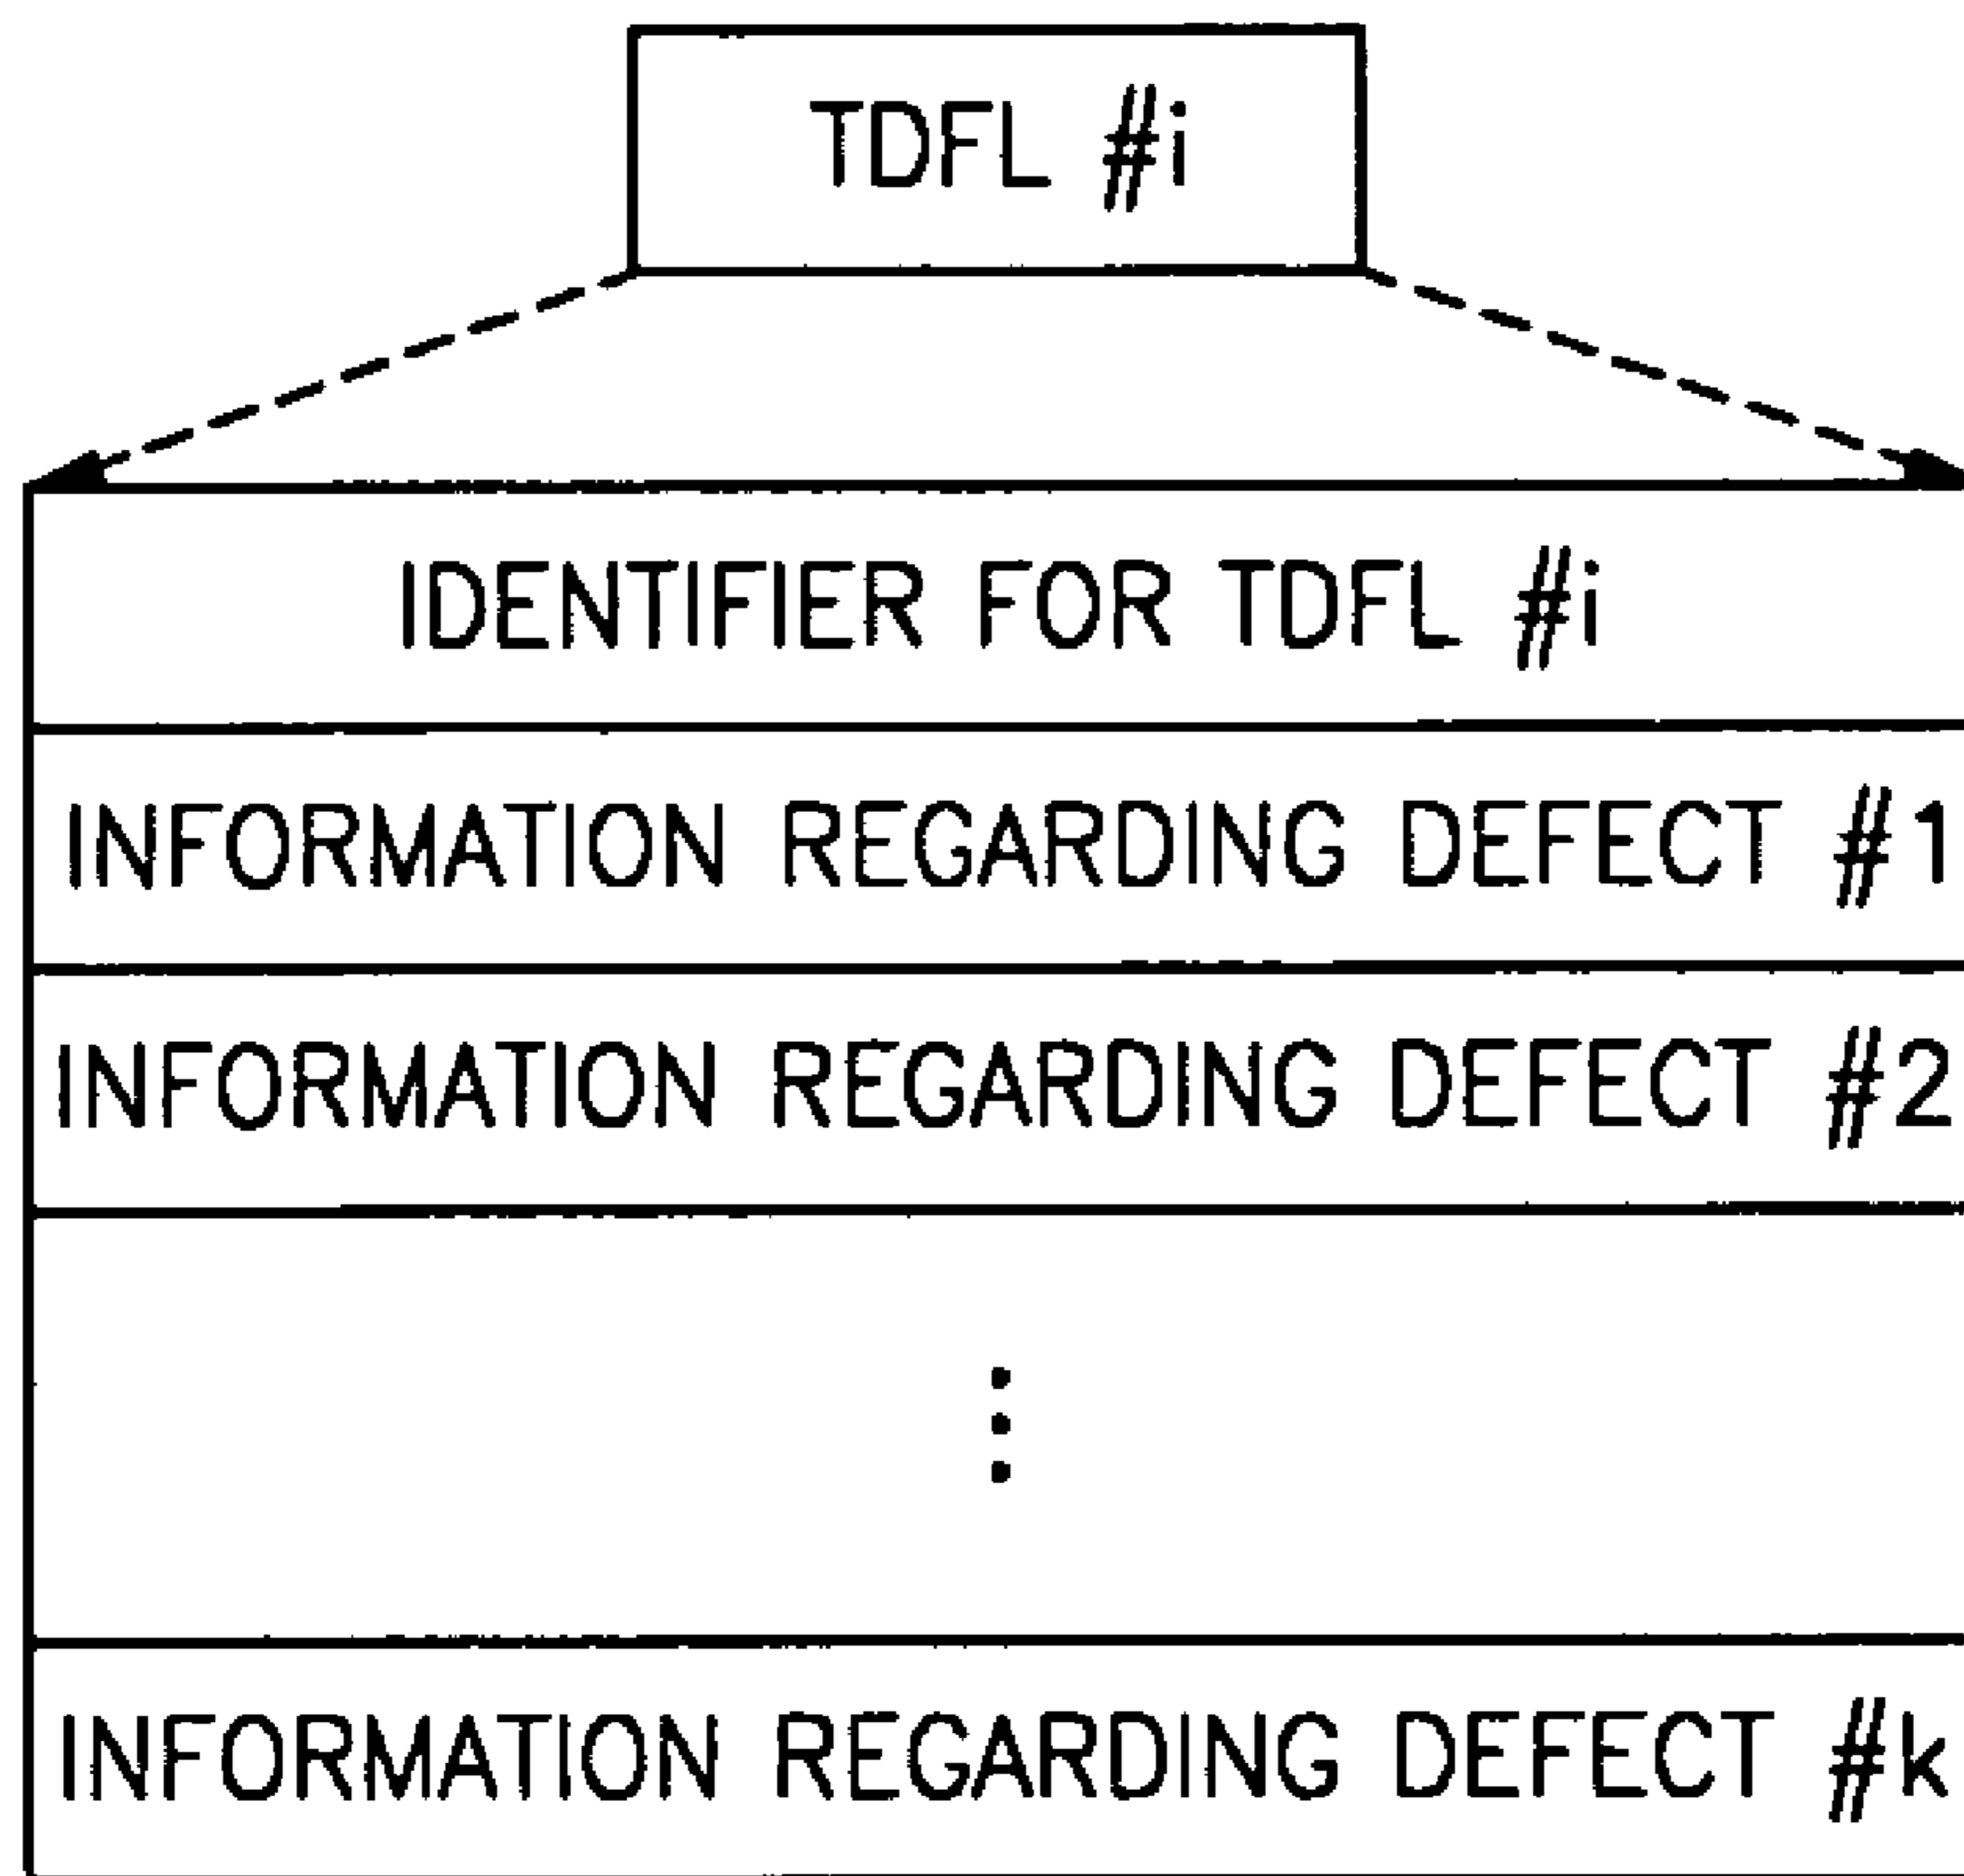 TDFL #i
IDENTIFIER FOR TDFL #i
INFORMATION REGARDING DEFECT #1
INFORMATION REGARDING DEFECT #2
INFORMATION REGARDING DEFECT #k